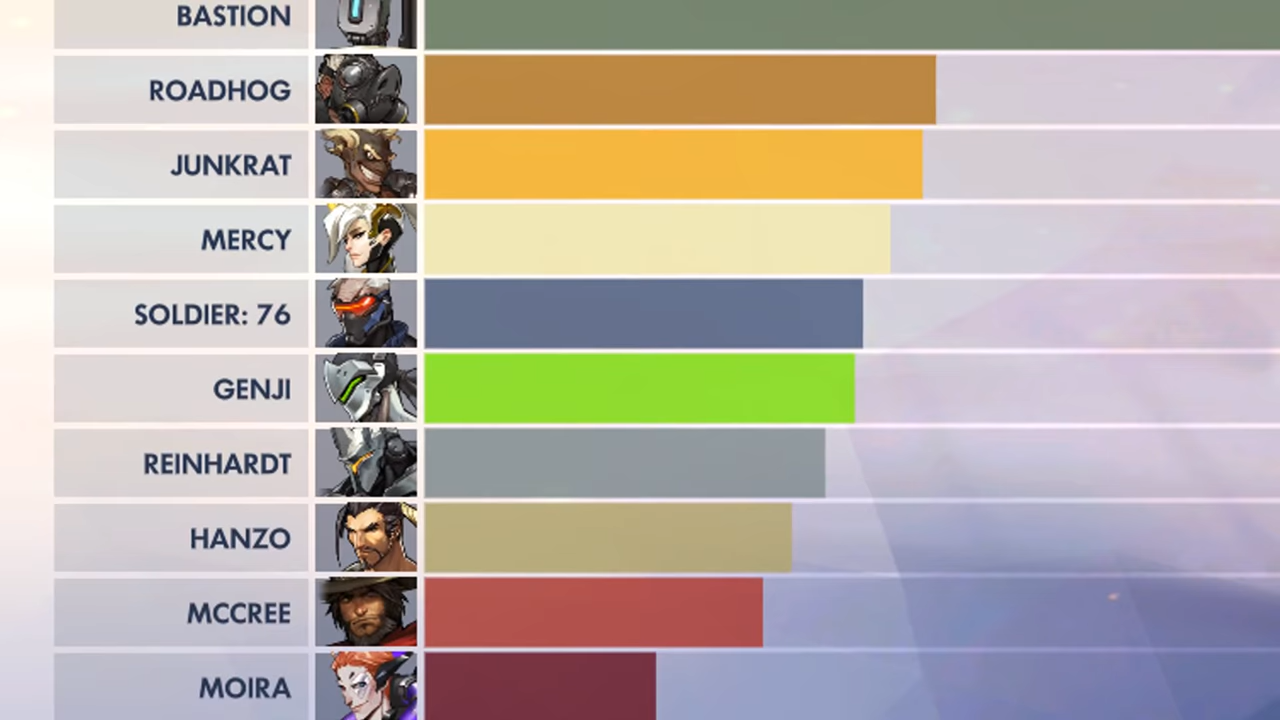 BASTION
ROADHOG
JUNKRAT
MERCY
SOLDIER: 76
GENJI
REINHARDT
HANZO
MCCREE
MOIRA